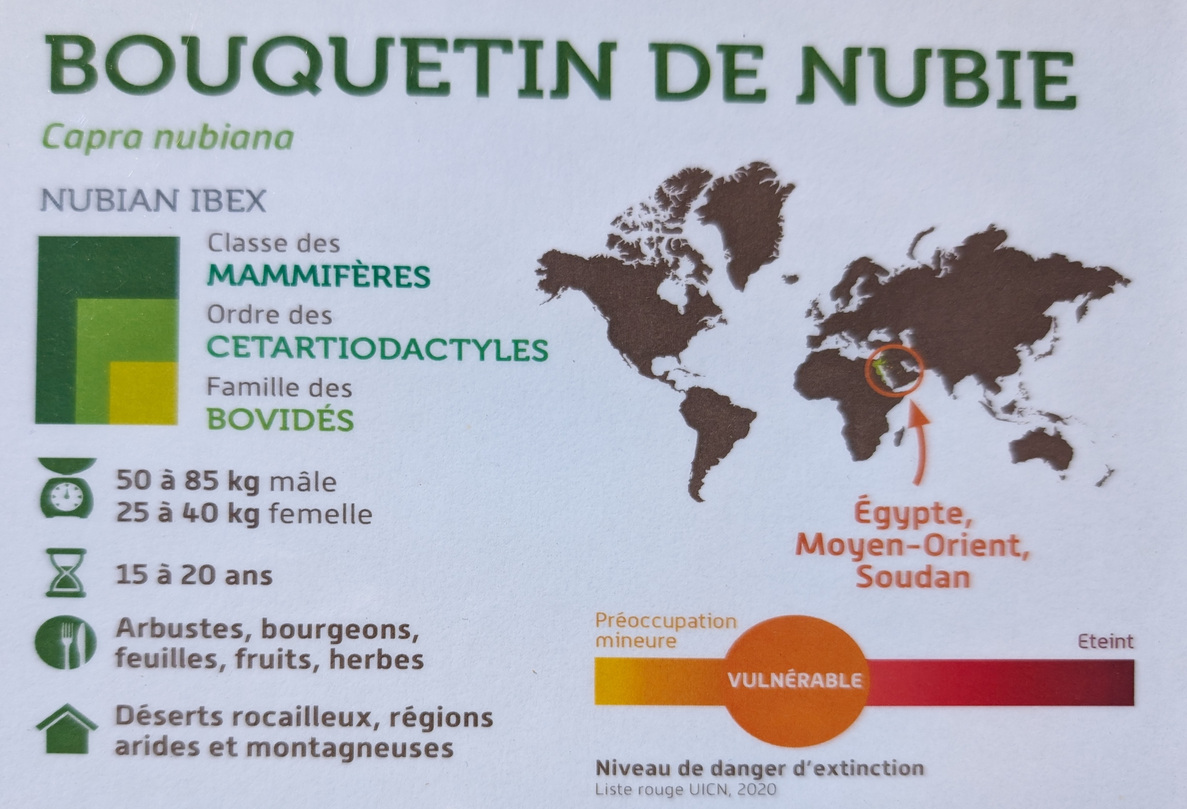 BOUQUETIN DE NUBIE
Capra nubiana
NUBIAN IBEX
Classe des
MAMMIFÈRES
Ordre des
CETARTIODACTYLES
Famille des
BOVIDÉS
50 à 85 kg mâle
25 à 40 kg femelle
15 à 20 ans
Arbustes, bourgeons,
feuilles, fruits, herbes
Déserts rocailleux, régions
arides et montagneuses
Égypte,
Moyen-Orient,
Soudan
Préoccupation
mineure
VULNÉRABLE
Eteint
Niveau de danger d'extinction
Liste rouge UICN, 2020